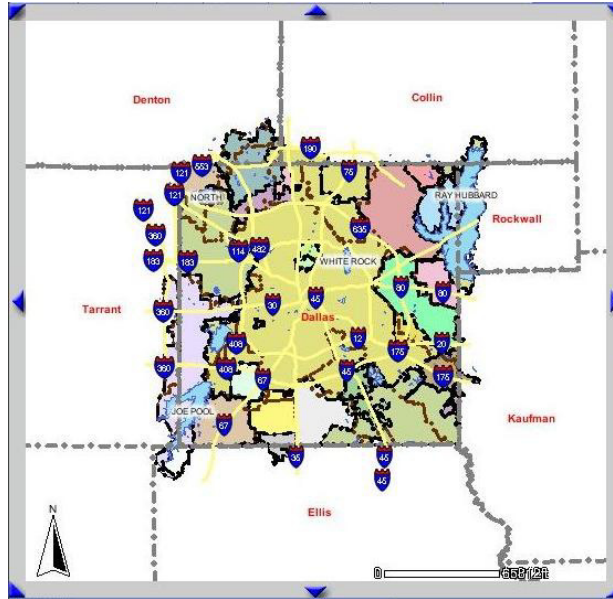 Denton
Collin
190
553
121
75
121
NORTH
RAY HUBBARD
121
Rockwall
635
360
114
482
183
183
WHITE ROCK
80
80
45
30
Tarrant
360
Dallas
12
408
20
175
360
408
45
67
175
JOE POOL
67
Kaufman
35
45
45
Ellis
N
0